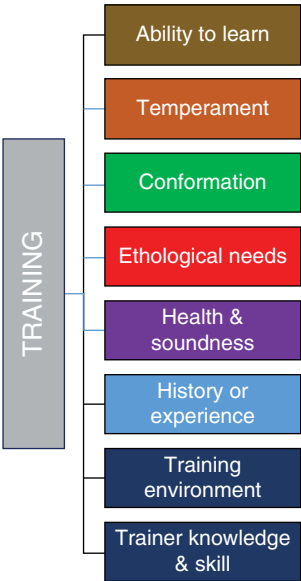 TRAINING
Ability to learn
Temperament
Conformation
Ethological needs
Health &
soundness
History or
experience
Training
environment
Trainer knowledge
& skill